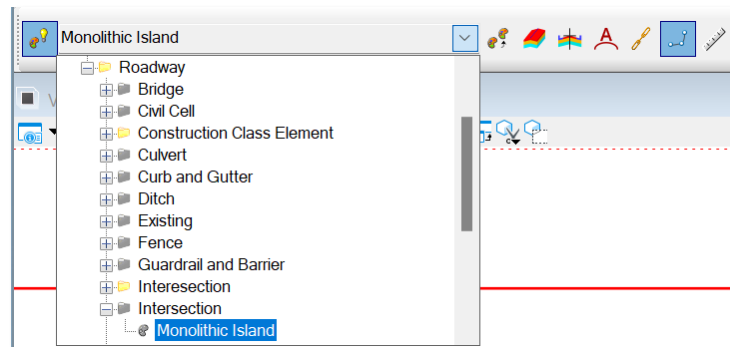 Monolithic Island
Roadway
Bridge
Civil Cell
Construction Class Element
Culvert
Curb and Gutter
Ditch
Existing
Fence
Guardrail and Barrier
Interesection
Intersection
Monolithic Island